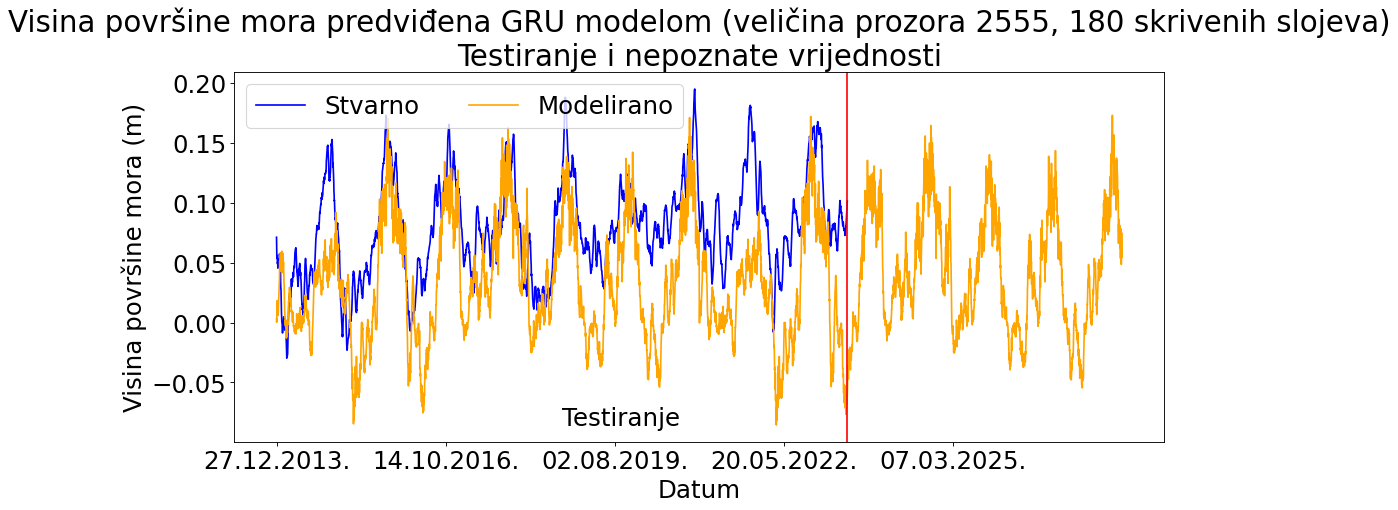 Visina površine mora predviđena GRU modelom (veličina prozora 2555, 180 skrivenih slojeva)
Testiranje i nepoznate vrijednosti
Stvarno
Modelirano
Visina površine mora (m)
0.20
0.15
0.10
0.05
0.00
−0.05
Testiranje
27.12.2013.
14.10.2016.
02.08.2019.
20.05.2022.
07.03.2025.
Datum